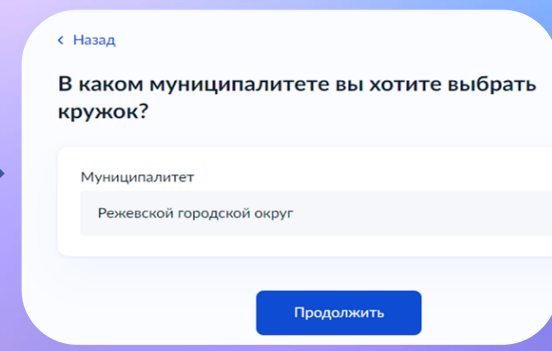 Назад
В каком муниципалитете вы хотите выбрать
кружок?
Муниципалитет
Режевской городской округ
Продолжить